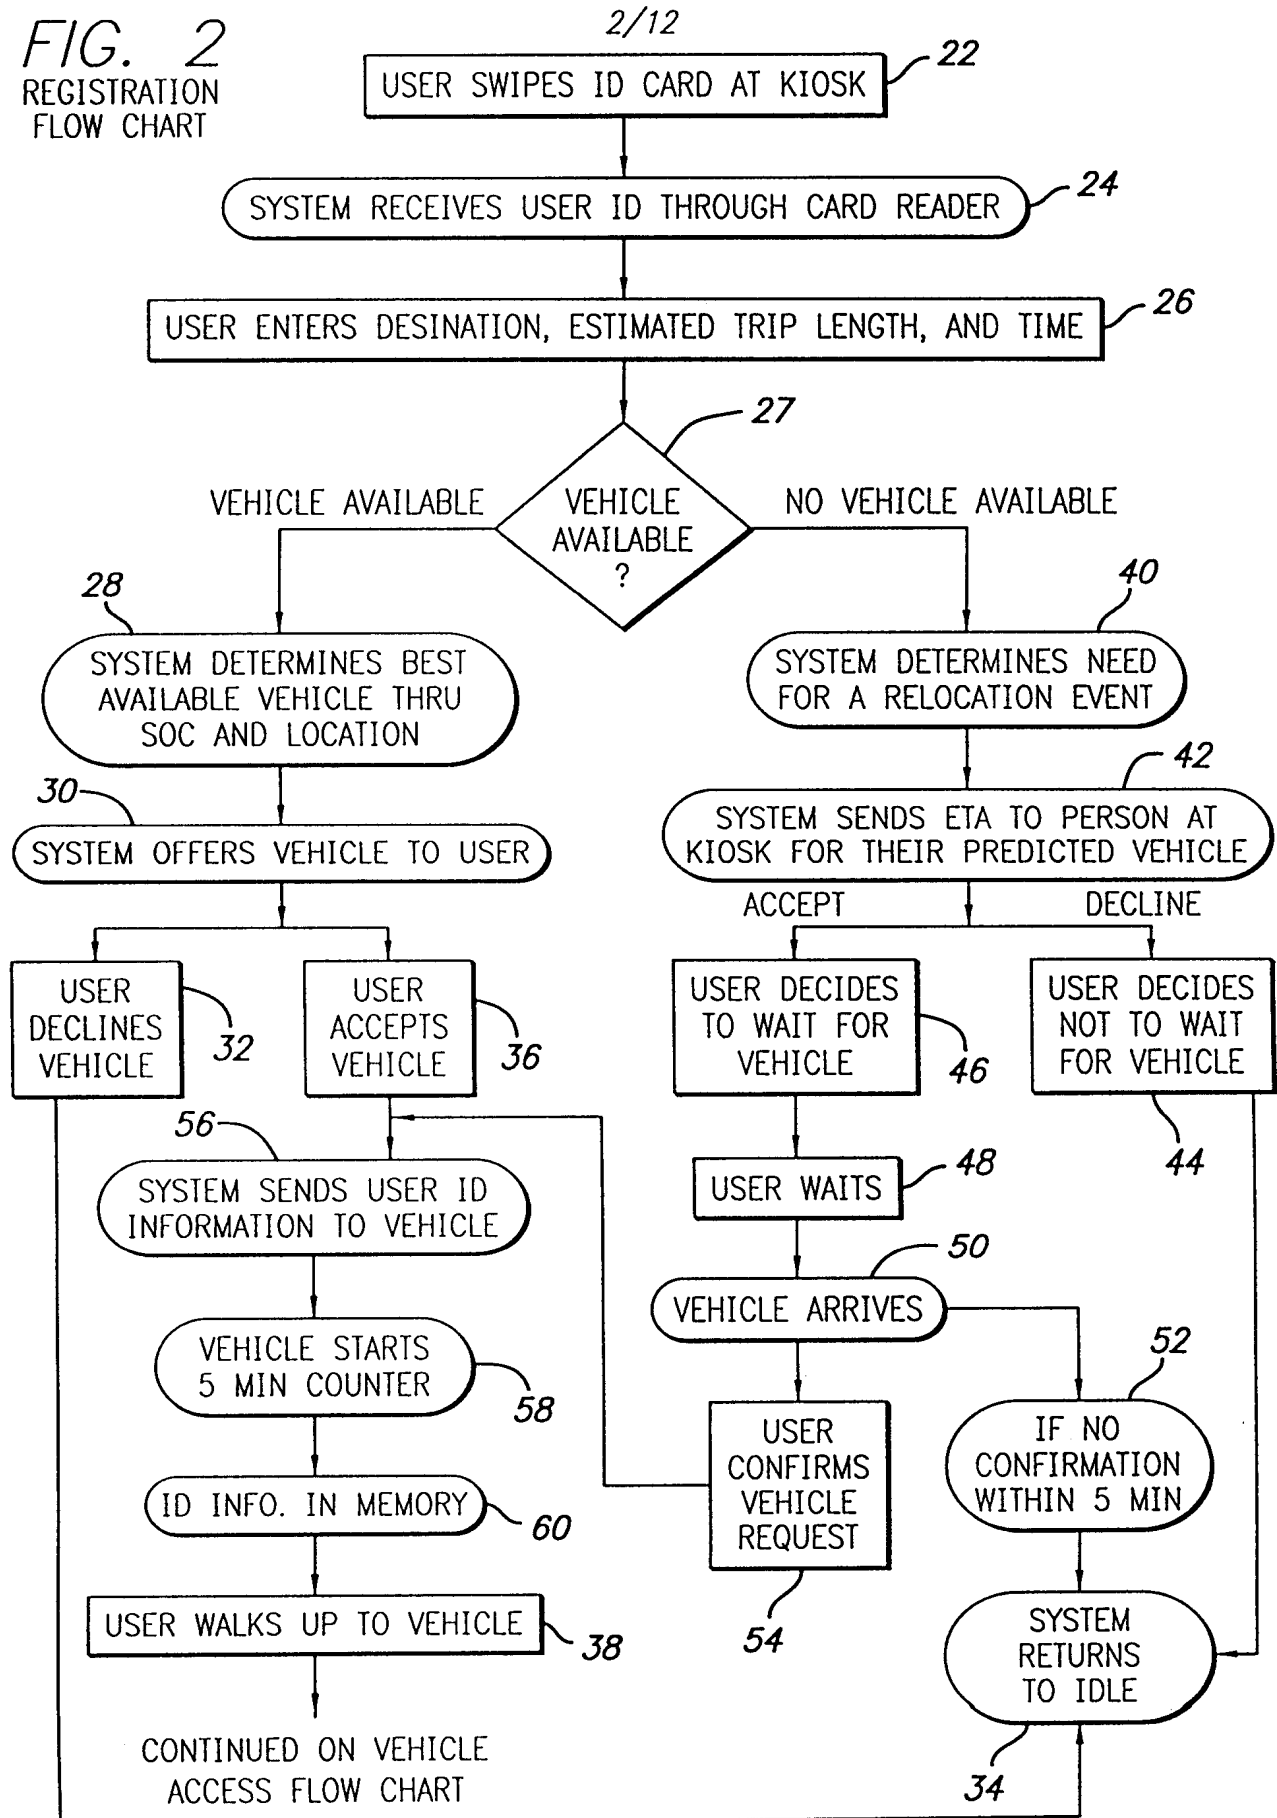 2/12
FIG. 2
REGISTRATION
FLOW CHART
USER SWIPES ID CARD AT KIOSK
22
SYSTEM RECEIVES USER ID THROUGH CARD READER
24
USER ENTERS DESINATION, ESTIMATED TRIP LENGTH, AND TIME
26
27
VEHICLE
AVAILABLE
?
VEHICLE AVAILABLE
NO VEHICLE AVAILABLE
28
SYSTEM DETERMINES BEST
AVAILABLE VEHICLE THRU
SOC AND LOCATION
40
SYSTEM DETERMINES NEED
FOR A RELOCATION EVENT
30
SYSTEM OFFERS VEHICLE TO USER
42
SYSTEM SENDS ETA TO PERSON AT
KIOSK FOR THEIR PREDICTED VEHICLE
ACCEPT
DECLINE
USER
DECLINES
VEHICLE
32
USER
ACCEPTS
VEHICLE
36
USER DECIDES
TO WAIT FOR
VEHICLE
46
USER DECIDES
NOT TO WAIT
FOR VEHICLE
44
56
SYSTEM SENDS USER ID
INFORMATION TO VEHICLE
USER WAITS
48
VEHICLE ARRIVES
50
VEHICLE STARTS
5 MIN COUNTER
58
USER
CONFIRMS
VEHICLE
REQUEST
54
52
IF NO
CONFIRMATION
WITHIN 5 MIN
ID INFO. IN MEMORY
60
USER WALKS UP TO VEHICLE
38
SYSTEM
RETURNS
TO IDLE
34
CONTINUED ON VEHICLE
ACCESS FLOW CHART